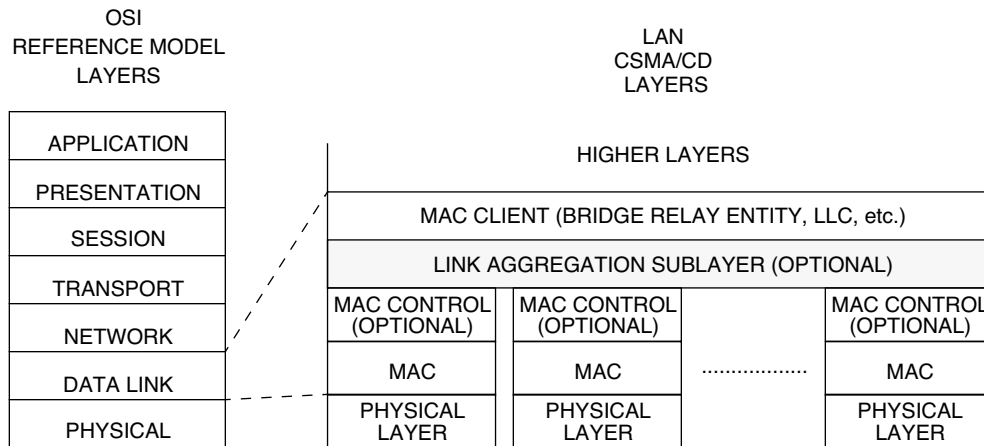 OSI
REFERENCE MODEL
LAYERS
APPLICATION
PRESENTATION
SESSION
TRANSPORT
NETWORK
DATA LINK
PHYSICAL
LAN
CSMA/CD
LAYERS
HIGHER LAYERS
MAC CLIENT (BRIDGE RELAY ENTITY, LLC, etc.)
LINK AGGREGATION SUBLAYER (OPTIONAL)
MAC CONTROL
(OPTIONAL)
MAC
PHYSICAL
LAYER
MAC CONTROL
(OPTIONAL)
MAC
PHYSICAL
LAYER
..................
MAC CONTROL
(OPTIONAL)
MAC
PHYSICAL
LAYER